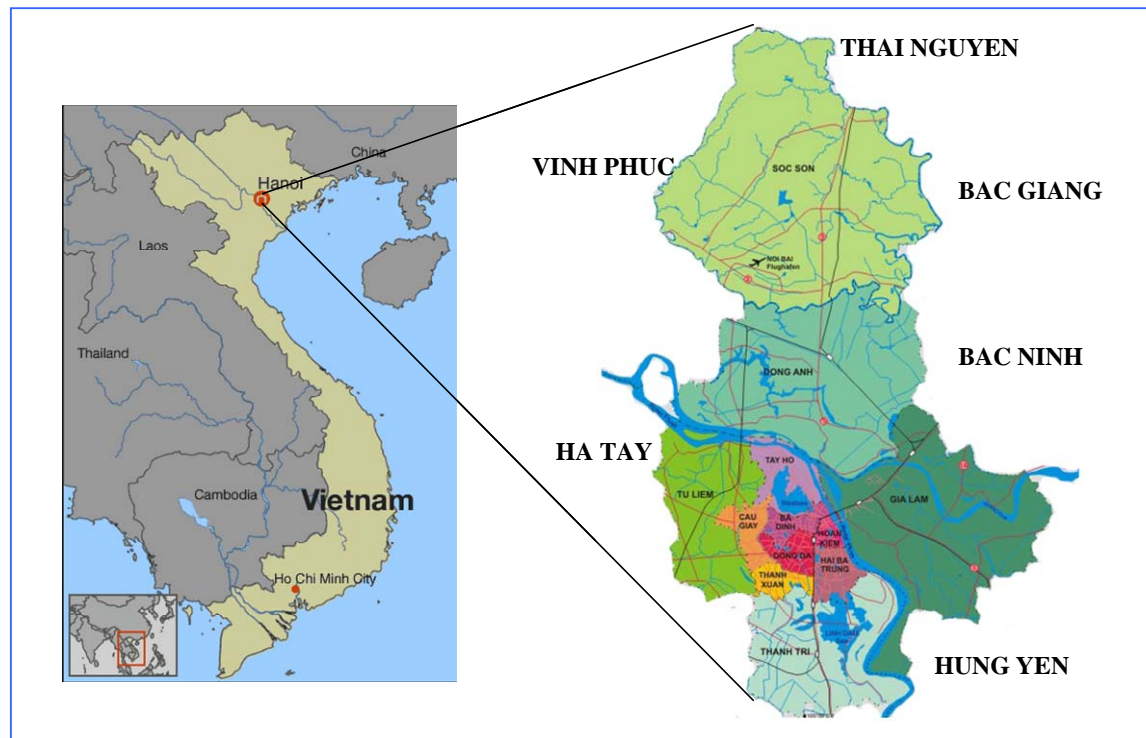 China
Hanoi
Laos
Thailand
Cambodia
Vietnam
Ho Chi Minh City
THAI NGUYEN
VINH PHUC
SOC SON
BAC GIANG
NOI BAI
Flughafen
BAC NINH
DONG ANH
HA TAY
TAY HO
TU LIEM
GIA LAM
CAU
GIAY
BA
DINH
HOAN
KIEM
DONG DA
HAI BA
TRUNG
THANH
XUAN
LINH DAM
THANH TRI
HUNG YEN